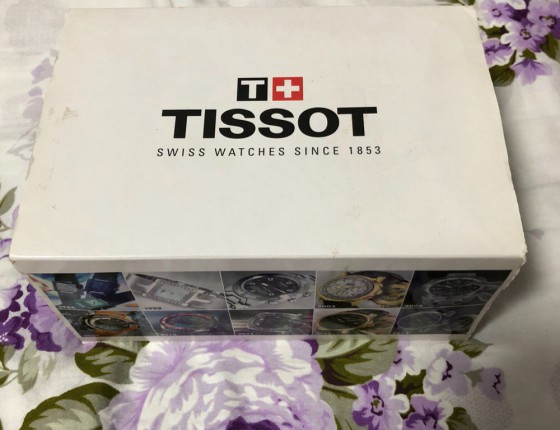 T+
TISSOT
SWISS WATCHES SINCE 1853